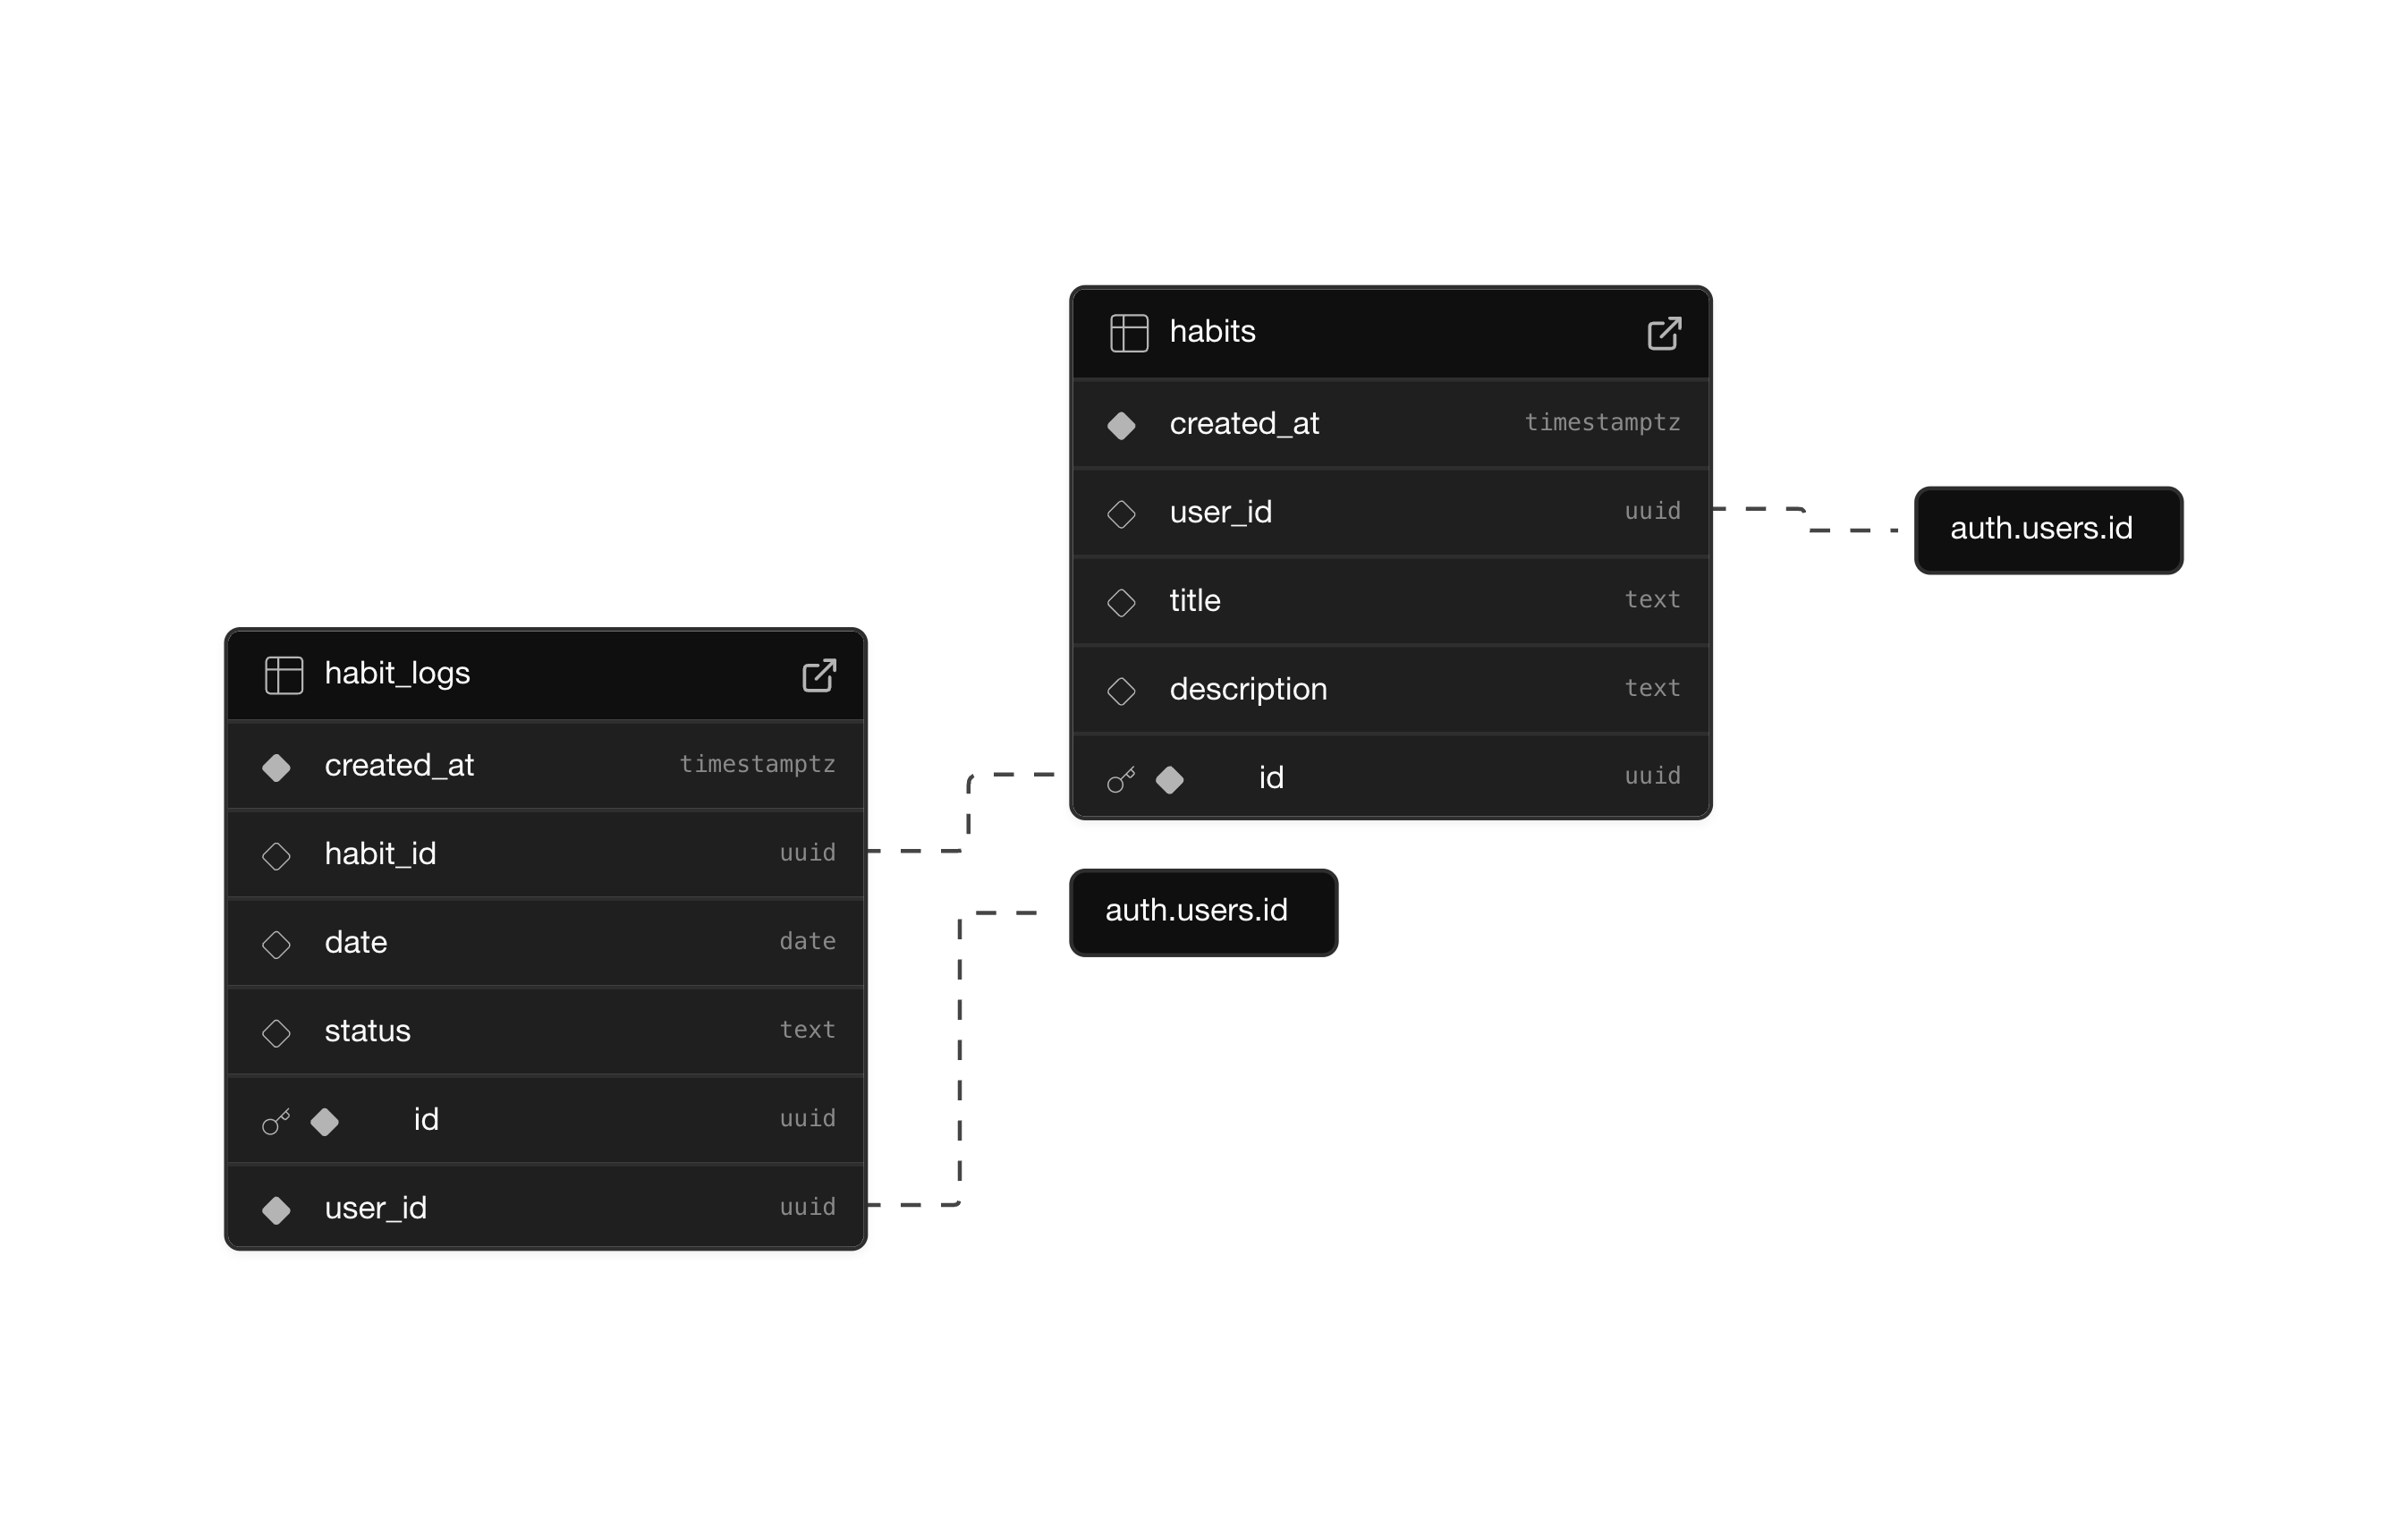 habits
created_at timestamptz
user_id uuid
title text
description text
id uuid
auth.users.id
habit_logs
created_at timestamptz
habit_id uuid
date date
status text
id uuid
user_id uuid
auth.users.id